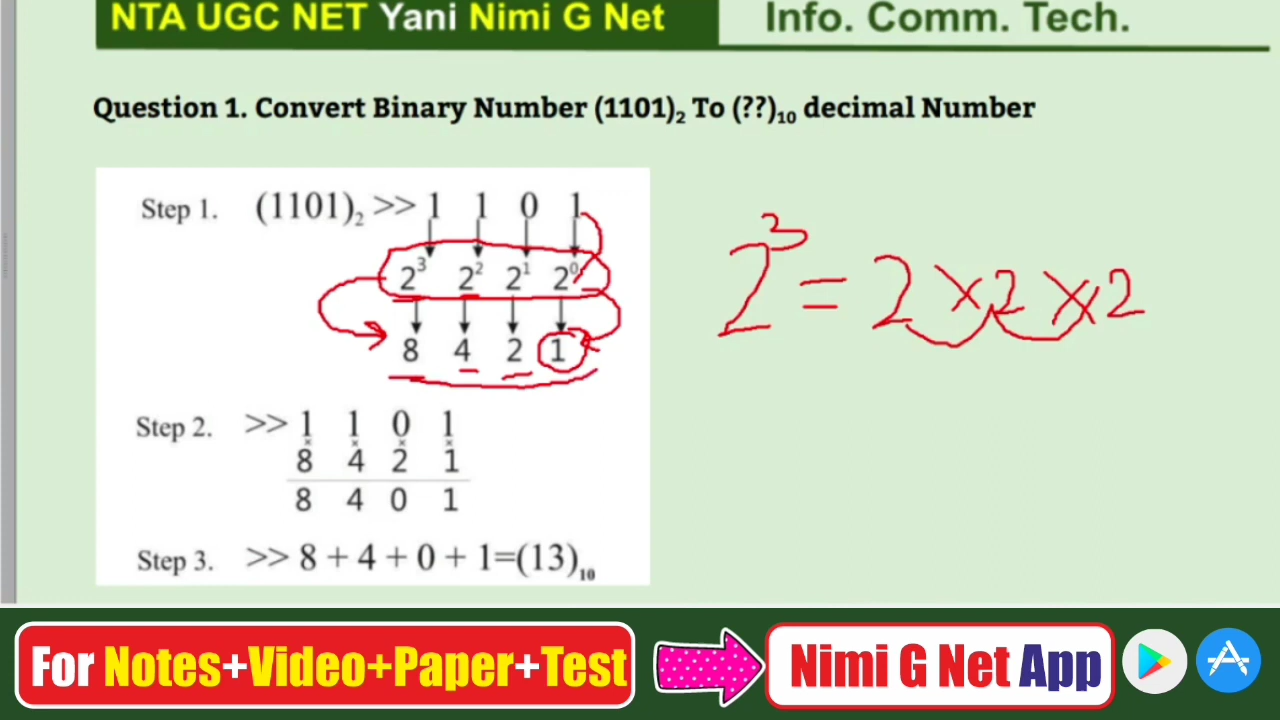 NTA UGC NET Yani Nimi G Net
Info. Comm. Tech.
Question 1. Convert Binary Number (1101)₂ To (??)₁₀ decimal Number
Step 1. (1101)₂ >> 1 1 0 1
2³ 2² 2¹ 2⁰
8 4 2 1
2³ = 2 × 2 × 2
Step 2. >> 1 1 0 1
× × × ×
8 4 2 1
8 4 0 1
Step 3. >> 8 + 4 + 0 + 1=(13)₁₀
For Notes+Video+Paper+Test
Nimi G Net App